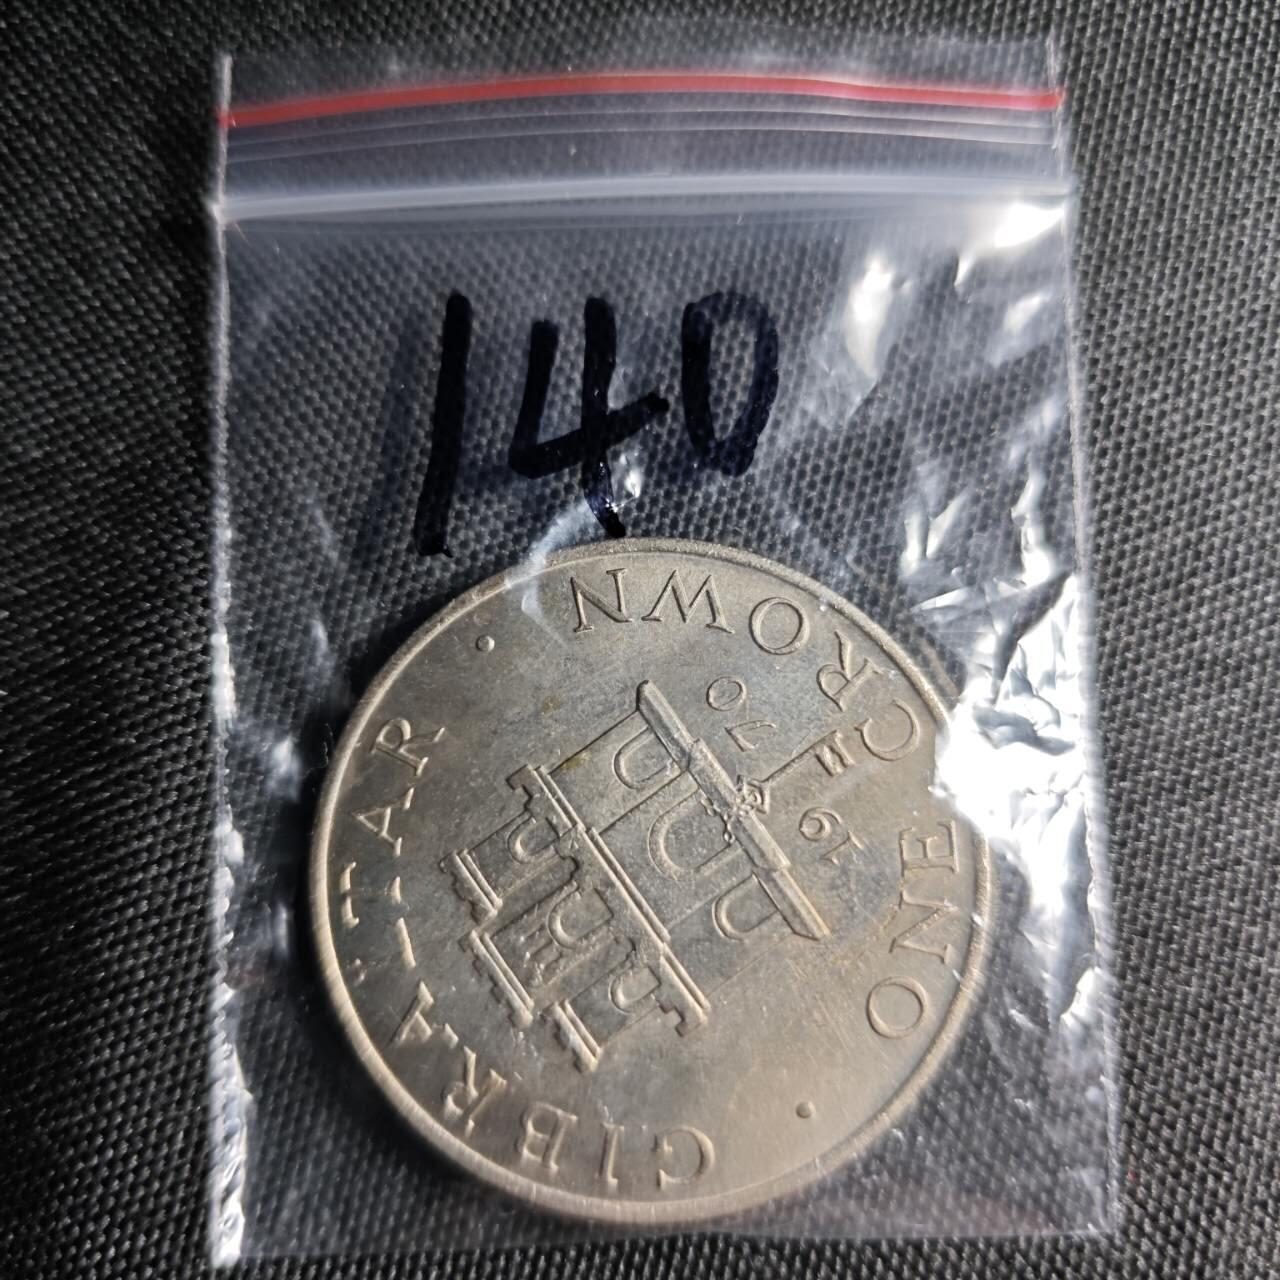 140
GIBRALTAR
19 70
ONE CROWN